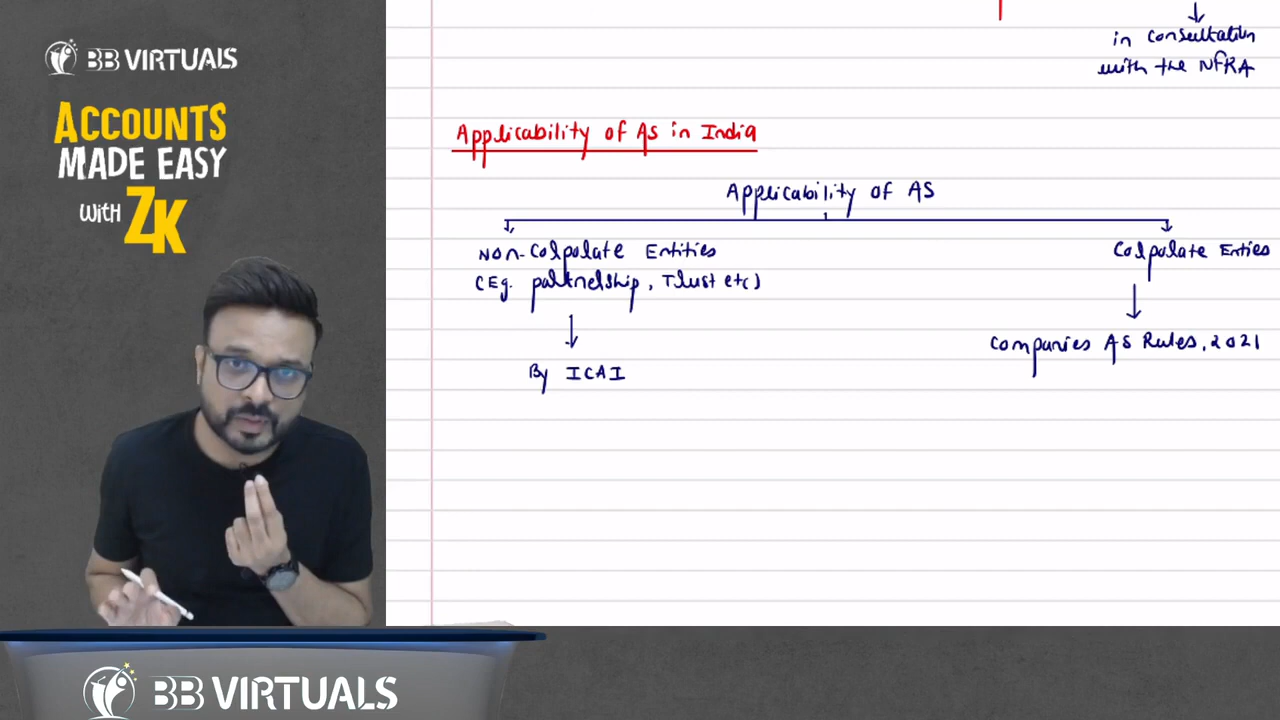 BB VIRTUALS
ACCOUNTS
MADE EASY
with ZK
in consultation
with the NFRA
Applicability of As in India
Applicability of AS
Non-Corporate Entities
(Eg. partnership, Trust etc)
By ICAI
Corporate Enties
Companies AS Rules, 2021
BB VIRTUALS